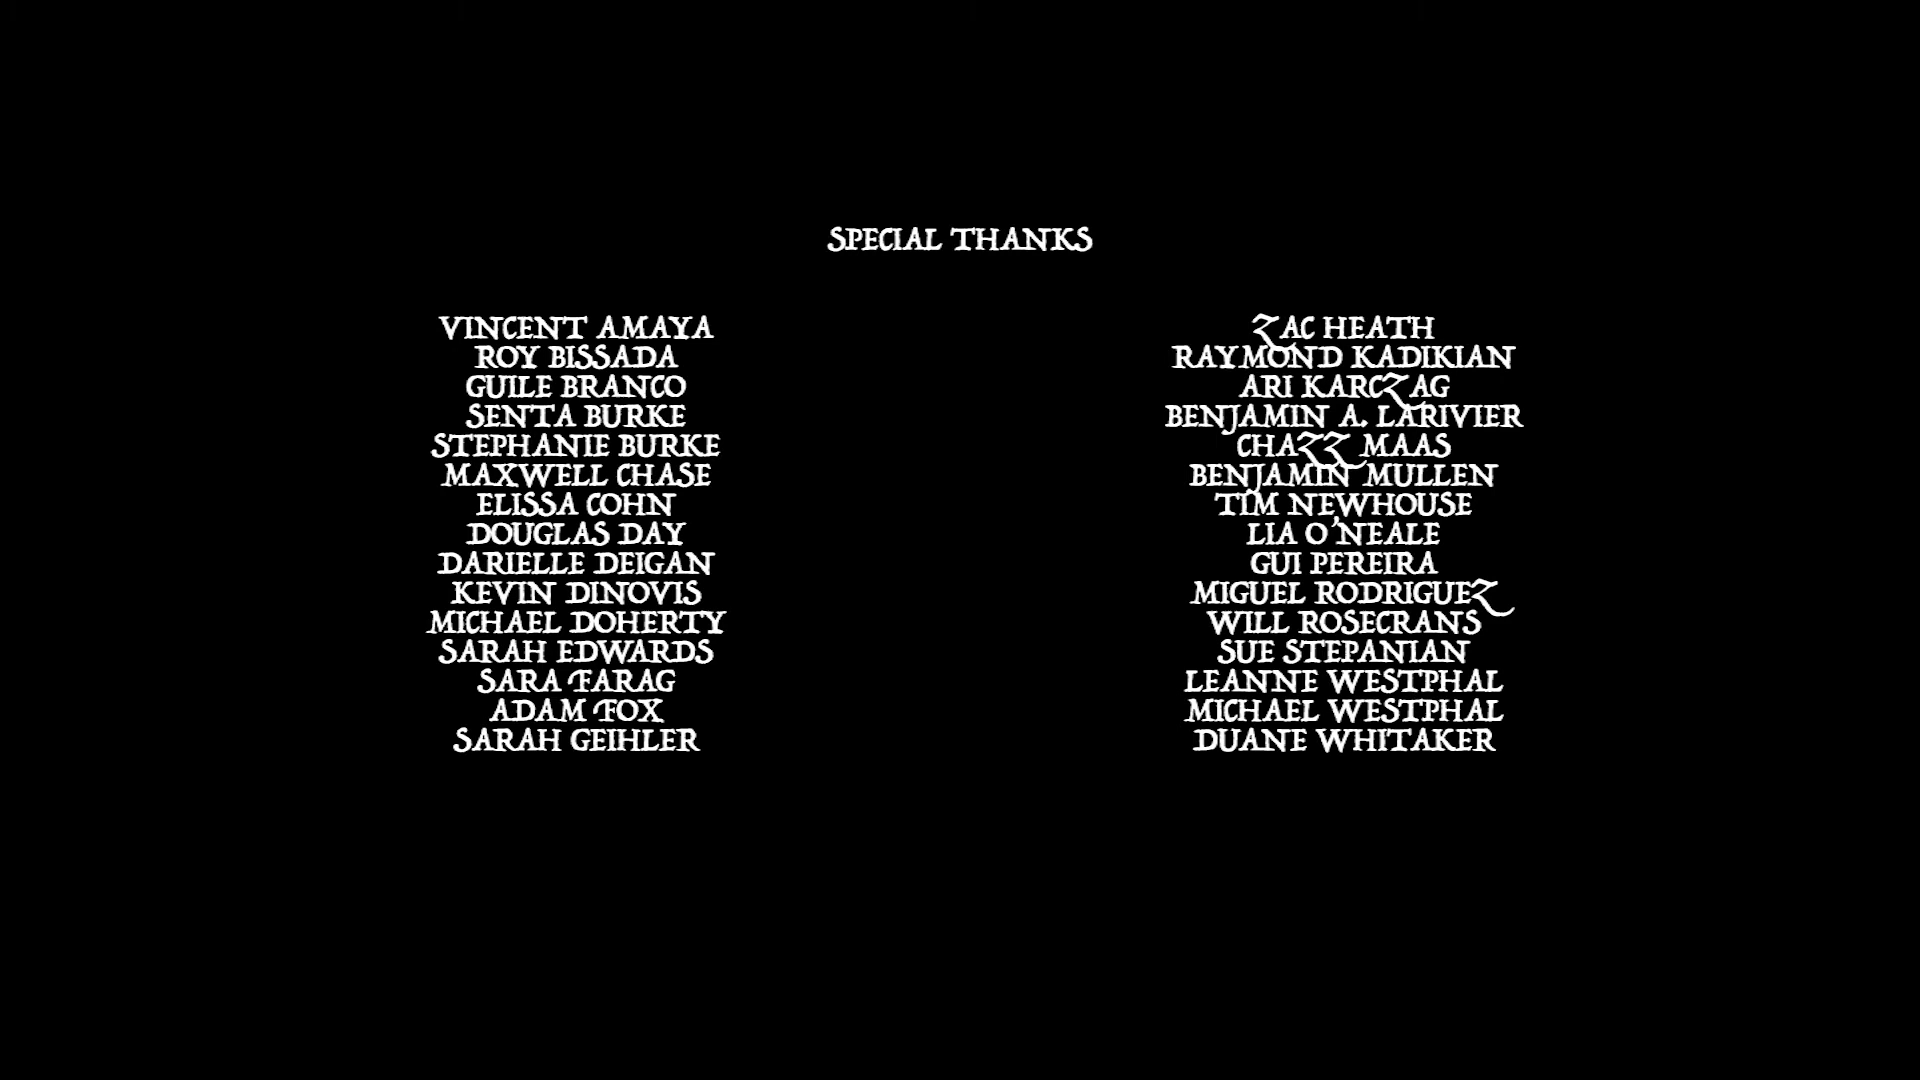 SPECIAL THANKS
VINCENT AMAYA
ROY BISSADA
GUILE BRANCO
SENTA BURKE
STEPHANIE BURKE
MAXWELL CHASE
ELISSA COHN
DOUGLAS DAY
DARIELLE DEIGAN
KEVIN DINOVIS
MICHAEL DOHERTY
SARAH EDWARDS
SARA FARAG
ADAM FOX
SARAH GEIHLER
ZAC HEATH
RAYMOND KADIKIAN
ARI KARCZAG
BENJAMIN A. LARIVIER
CHAZZ MAAS
BENJAMIN MULLEN
TIM NEWHOUSE
LIA O'NEALE
GUI PEREIRA
MIGUEL RODRIGUEZ
WILL ROSECRANS
SUE STEPANIAN
LEANNE WESTPHAL
MICHAEL WESTPHAL
DUANE WHITAKER